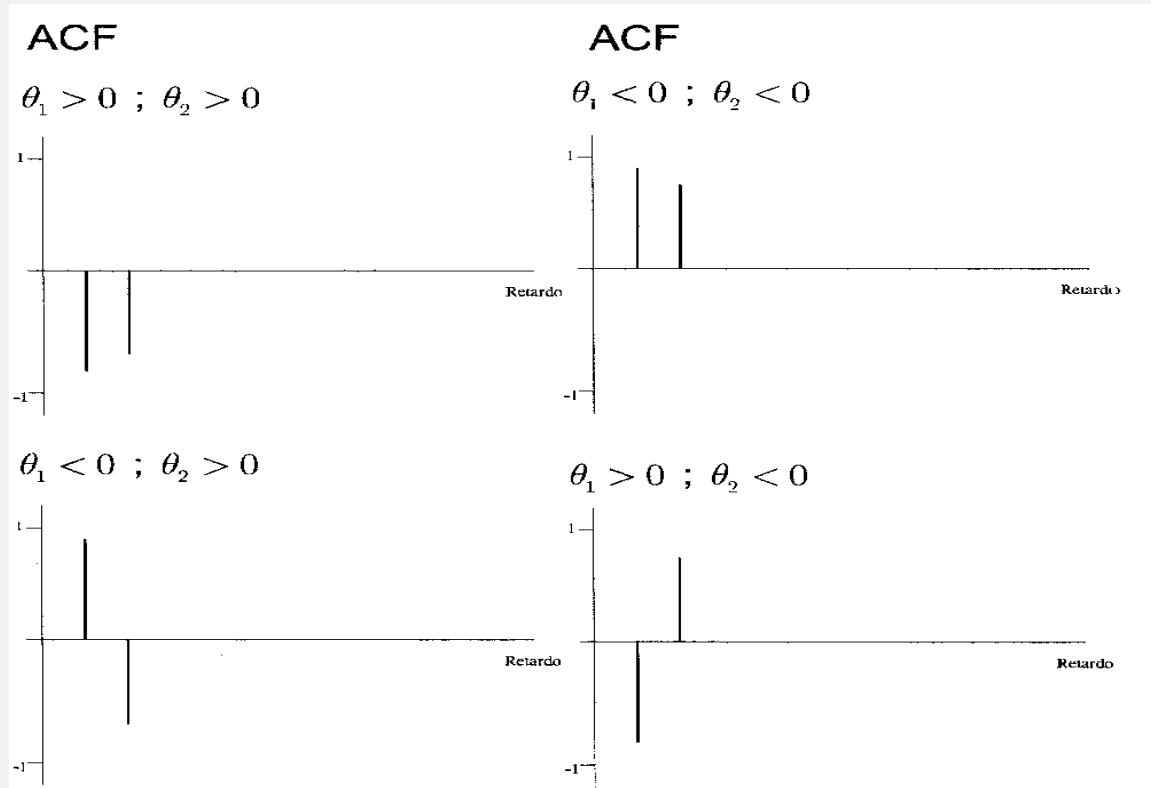 ACF
θ₁ > 0 ; θ₂ > 0
1
Retardo
-1
ACF
θ₁ < 0 ; θ₂ < 0
1
Retardo
-1
θ₁ < 0 ; θ₂ > 0
1
Retardo
-1
θ₁ > 0 ; θ₂ < 0
1
Retardo
-1